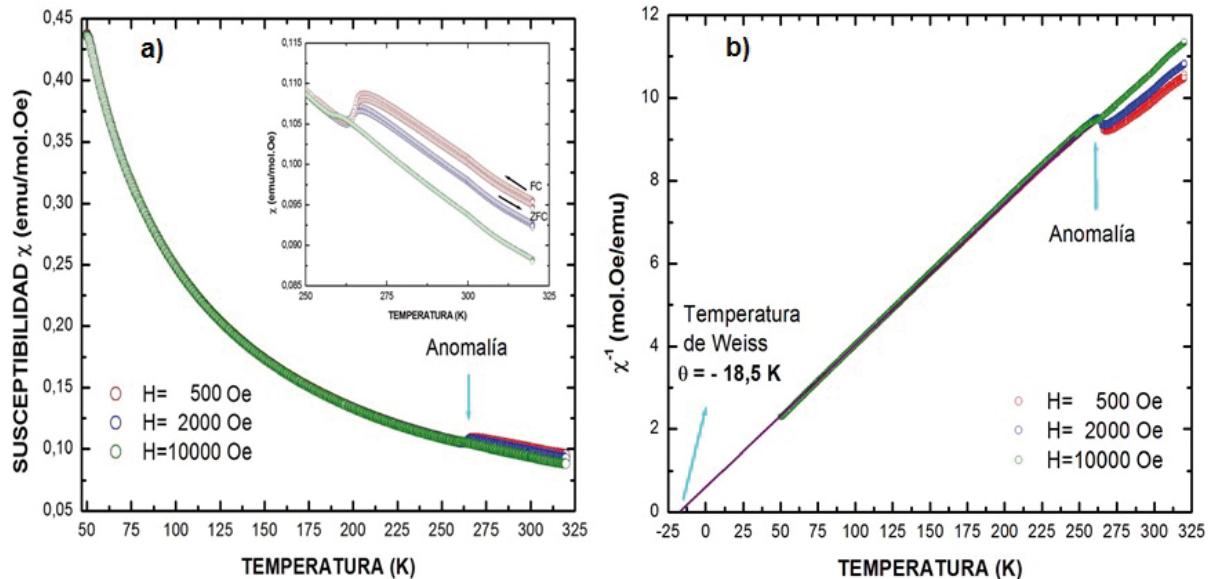 a)
SUSCEPTIBILIDAD χ (emu/mol.Oe)
0,45
0,40
0,35
0,30
0,25
0,20
0,15
0,10
0,05
50 75 100 125 150 175 200 225 250 275 300 325
TEMPERATURA (K)
H= 500 Oe
H= 2000 Oe
H=10000 Oe
Anomalía
χ (emu/mol.Oe)
0,115
0,110
0,105
0,100
0,095
0,090
0,085
250 275 300 325
TEMPERATURA (K)
FC
ZFC
b)
χ⁻¹ (mol.Oe/emu)
12
10
8
6
4
2
0
-25 0 25 50 75 100 125 150 175 200 225 250 275 300 325
TEMPERATURA (K)
Temperatura
de Weiss
θ = - 18,5 K
Anomalía
H= 500 Oe
H= 2000 Oe
H=10000 Oe